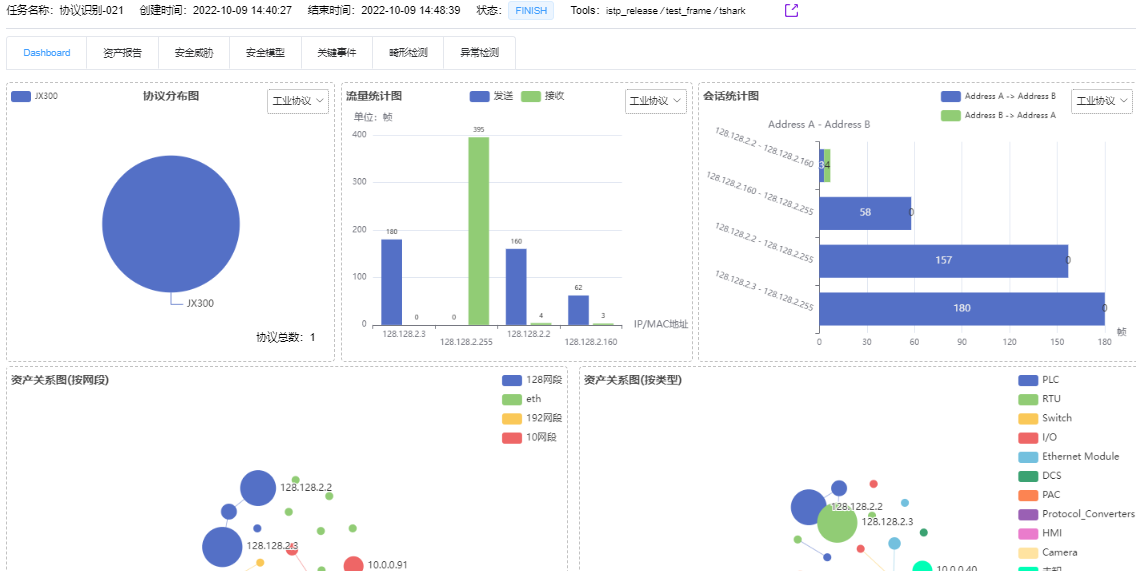 任务名称：协议识别-021 创建时间：2022-10-09 14:40:27 结束时间：2022-10-09 14:48:39 状态： FINISH Tools：istp_release / test_frame / tshark
Dashboard 资产报告 安全威胁 安全模型 关键事件 畸形检测 异常检测
JX300 协议分布图 工业协议
JX300
协议总数：1
流量统计图 发送 接收 工业协议
单位：帧
400
300
200
100
0
180 0 0 395 160 4 62 3
128.128.2.3 128.128.2.255 128.128.2.2 128.128.2.160
IP/MAC地址
会话统计图 Address A -> Address B 工业协议
Address B -> Address A
Address A - Address B
128.128.2.2 - 128.128.2.160 3 4
128.128.2.160 - 128.128.2.255 58 0
128.128.2.2 - 128.128.2.255 157 0
128.128.2.3 - 128.128.2.255 180 0
帧
0 30 60 90 120 150 180
资产关系图(按网段)
128网段
eth
192网段
10网段
128.128.2.2
128.128.2.3
10.0.0.91
资产关系图(按类型)
PLC
RTU
Switch
I/O
Ethernet Module
DCS
PAC
Protocol_Converters
HMI
Camera
128.128.2.2
128.128.2.3
10.0.0.40